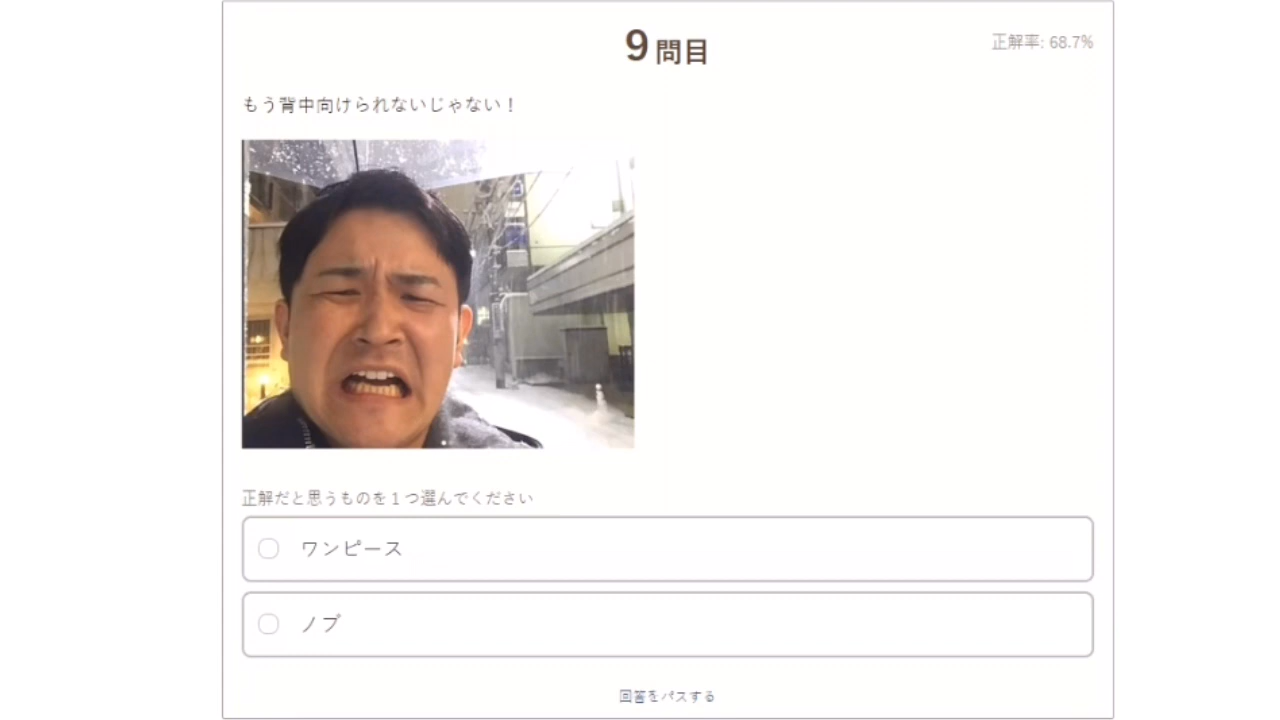 9問目
正解率: 68.7%
もう背中向けられないじゃない！
正解だと思うものを1つ選んでください
ワンピース
ノブ
回答をパスする